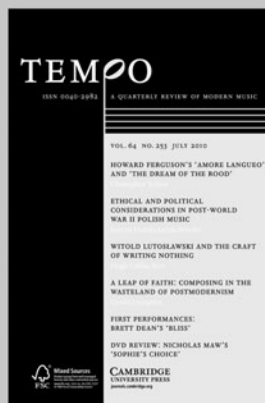 TEMPO
ISSN 0040-2982 A QUARTERLY REVIEW OF MODERN MUSIC
VOL. 64 NO. 253 JULY 2010
HOWARD FERGUSON'S 'AMORE LANGUEO'
AND 'THE DREAM OF THE ROOD'
ETHICAL AND POLITICAL
CONSIDERATIONS IN POST-WORLD
WAR II POLISH MUSIC
WITOLD LUTOSŁAWSKI AND THE CRAFT
OF WRITING NOTHING
A LEAP OF FAITH: COMPOSING IN THE
WASTELAND OF POSTMODERNISM
FIRST PERFORMANCES:
BRETT DEAN'S 'BLISS'
DVD REVIEW: NICHOLAS MAW'S
'SOPHIE'S CHOICE'
FSC
Mixed Sources
CAMBRIDGE
UNIVERSITY PRESS
journals.cambridge.org